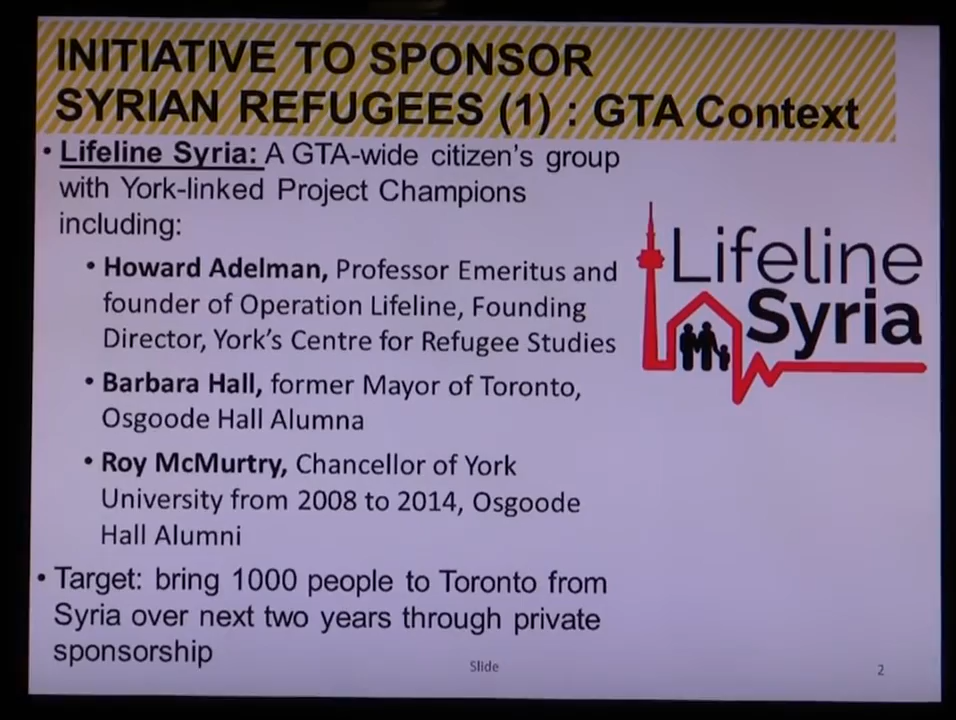 INITIATIVE TO SPONSOR
SYRIAN REFUGEES (1) : GTA Context
• Lifeline Syria: A GTA-wide citizen's group
with York-linked Project Champions
including:
• Howard Adelman, Professor Emeritus and
founder of Operation Lifeline, Founding
Director, York's Centre for Refugee Studies
• Barbara Hall, former Mayor of Toronto,
Osgoode Hall Alumna
• Roy McMurtry, Chancellor of York
University from 2008 to 2014, Osgoode
Hall Alumni
• Target: bring 1000 people to Toronto from
Syria over next two years through private
sponsorship
Lifeline
Syria
Slide
2